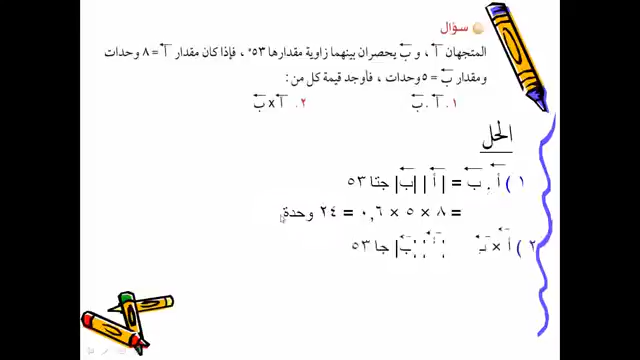 سؤال
المتجهان أ ، و ب يحصران بينهما زاوية مقدارها ٥٣° ، فإذا كان مقدار أ = ٨ وحدات
ومقدار ب = ٥ وحدات ، فأوجد قيمة كل من :
١. أ . ب ٢. أ × ب
الحل
١ ) أ . ب = |أ| |ب| جتا ٥٣
= ٨ × ٥ × ٠,٦ = ٢٤ وحدة
٢ ) أ × ب ب| جا ٥٣